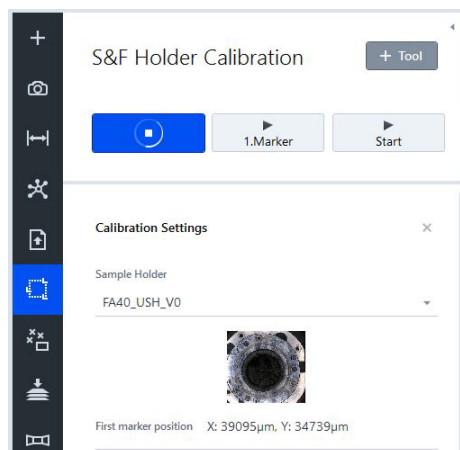 S&F Holder Calibration
+ Tool
1.Marker
Start
Calibration Settings
Sample Holder
FA40_USH_V0
First marker position X: 39095μm, Y: 34739μm